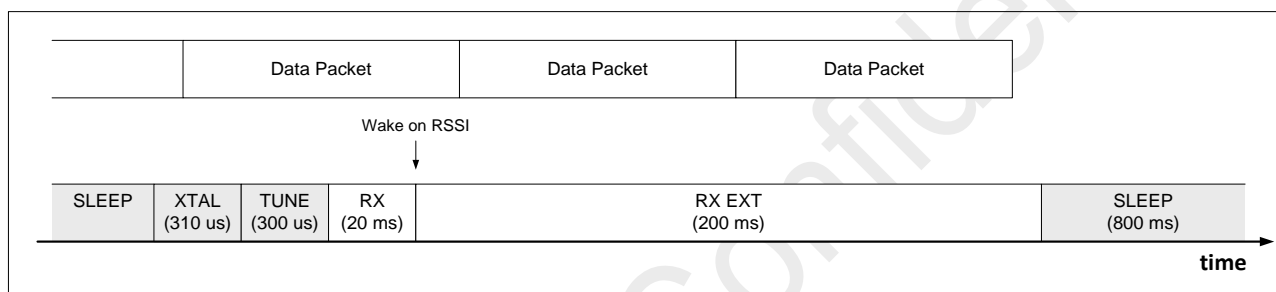 Data Packet Data Packet Data Packet
Wake on RSSI
SLEEP XTAL TUNE RX RX EXT SLEEP
(310 us) (300 us) (20 ms) (200 ms) (800 ms)
time